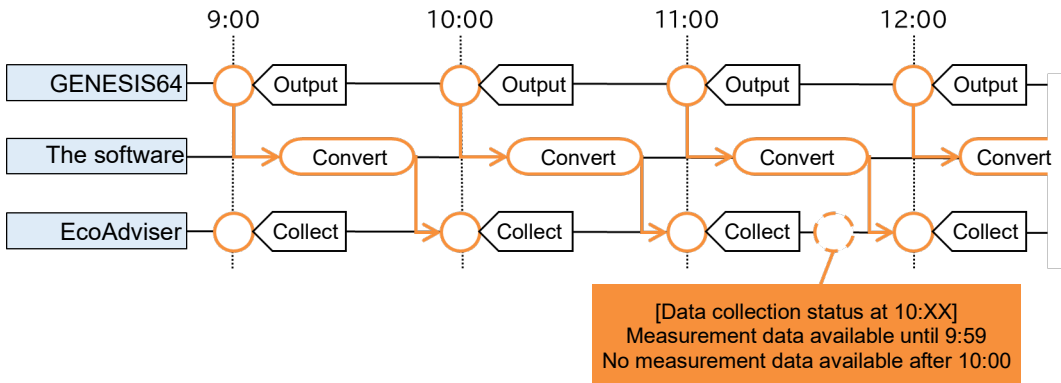 9:00 10:00 11:00 12:00
GENESIS64 Output Output Output Output
The software Convert Convert Convert Convert
EcoAdviser Collect Collect Collect Collect
[Data collection status at 10:XX]
Measurement data available until 9:59
No measurement data available after 10:00